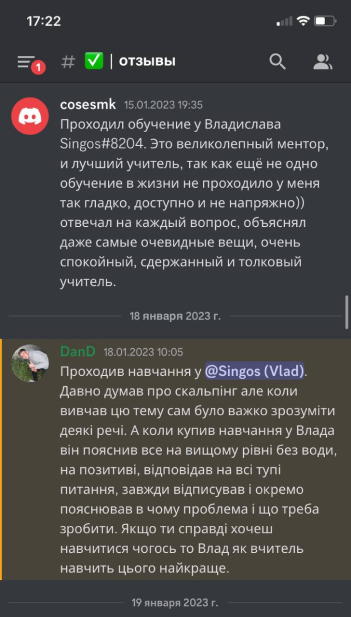 17:22
1
# ✅ | отзывы
cosesmk 15.01.2023 19:35
Проходил обучение у Владислава
Singos#8204. Это великолепный ментор,
и лучший учитель, так как ещё не одно
обучение в жизни не проходило у меня
так гладко, доступно и не напряжно))
отвечал на каждый вопрос, объяснял
даже самые очевидные вещи, очень
спокойный, сдержанный и толковый
учитель.
18 января 2023 г.
DanD 18.01.2023 10:05
Проходив навчання у @Singos (Vlad).
Давно думав про скальпінг але коли
вивчав цю тему сам було важко зрозуміти
деякі речі. А коли купив навчання у Влада
він пояснив все на вищому рівні без води,
на позитиві, відповідав на всі тупі
питання, завжди відписував і окремо
пояснював в чому проблема і що треба
зробити. Якщо ти справді хочеш
навчитися чогось то Влад як вчитель
навчить цього найкраще.
19 января 2023 г.